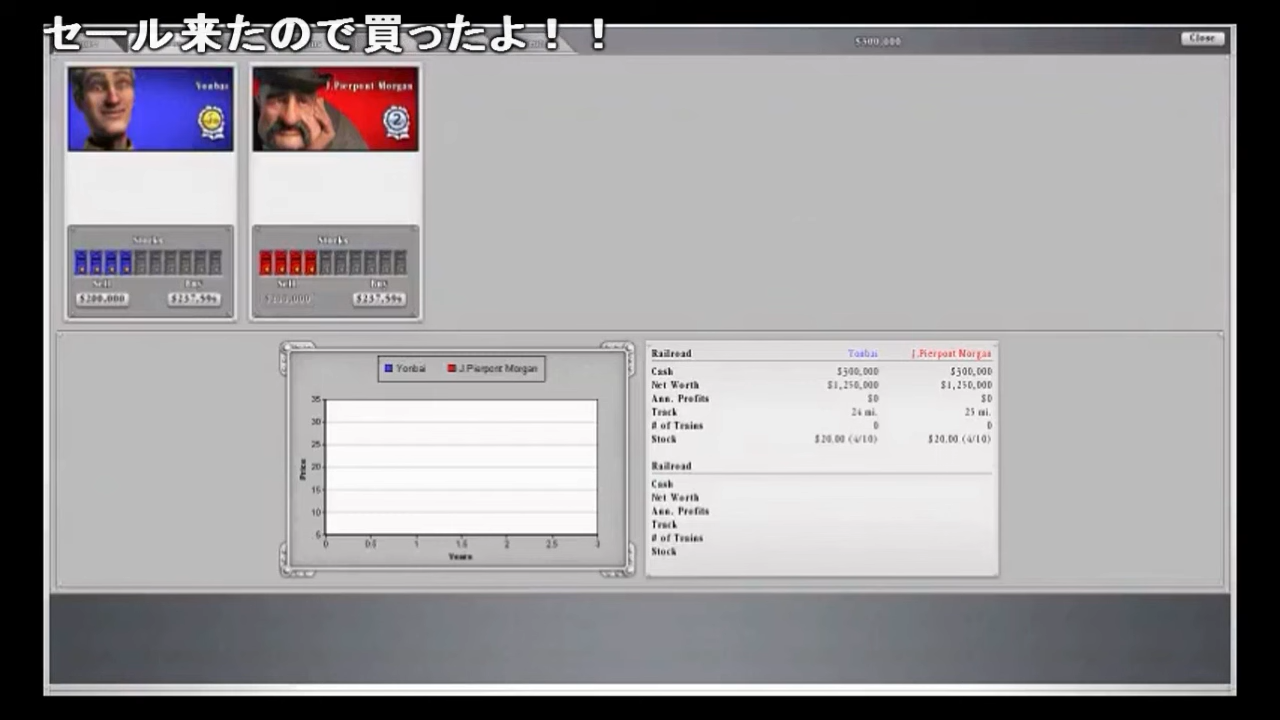 セール来たので買ったよ！！
$300,000
Close
Yonbai
J.Pierpont Morgan
2
Stocks
Stocks
Sell
Buy
Sell
Buy
$200,000
$237,596
$200,000
$237,596
Yonbai
J.Pierpont Morgan
Price
35
30
25
20
15
10
5
0
0.5
1
1.5
2
2.5
3
Years
Railroad Yonbai J.Pierpont Morgan
Cash $300,000 $300,000
Net Worth $1,250,000 $1,250,000
Ann. Profits $0 $0
Track 24 mi. 25 mi.
# of Trains 0 0
Stock $20.00 (4/10) $20.00 (4/10)
Railroad
Cash
Net Worth
Ann. Profits
Track
# of Trains
Stock